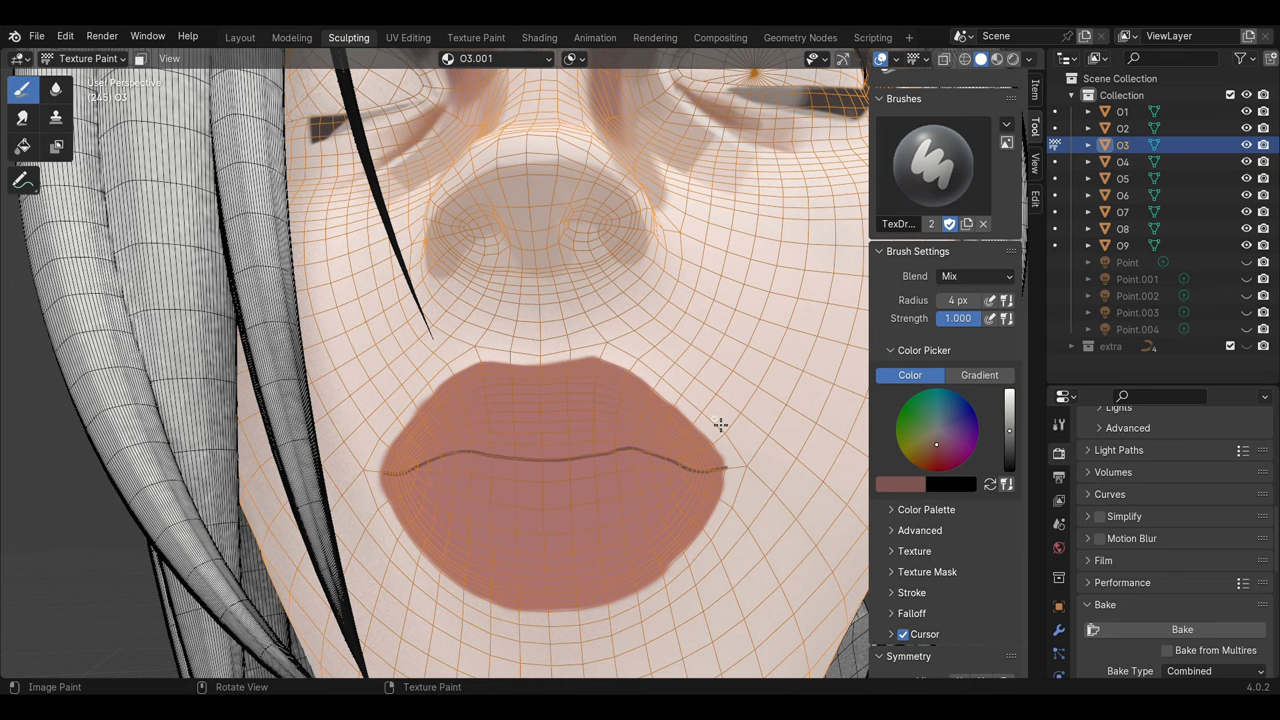 File Edit Render Window Help Layout Modeling Sculpting UV Editing Texture Paint Shading Animation Rendering Compositing Geometry Nodes Scripting + Scene ViewLayer
Texture Paint View O3.001
User Perspective
(245) O3
Brushes
TexDr... 2
Brush Settings
Blend Mix
Radius 4 px
Strength 1.000
Color Picker
Color Gradient
Color Palette
Advanced
Texture
Texture Mask
Stroke
Falloff
Cursor
Symmetry
Item
Tool
View
Edit
Scene Collection
Collection
O1
O2
O3
O4
O5
O6
O7
O8
O9
Point
Point.001
Point.002
Point.003
Point.004
extra 4
Lights
Advanced
Light Paths
Volumes
Curves
Simplify
Motion Blur
Film
Performance
Bake
Bake
Bake from Multires
Bake Type Combined
Image Paint Rotate View Texture Paint 4.0.2